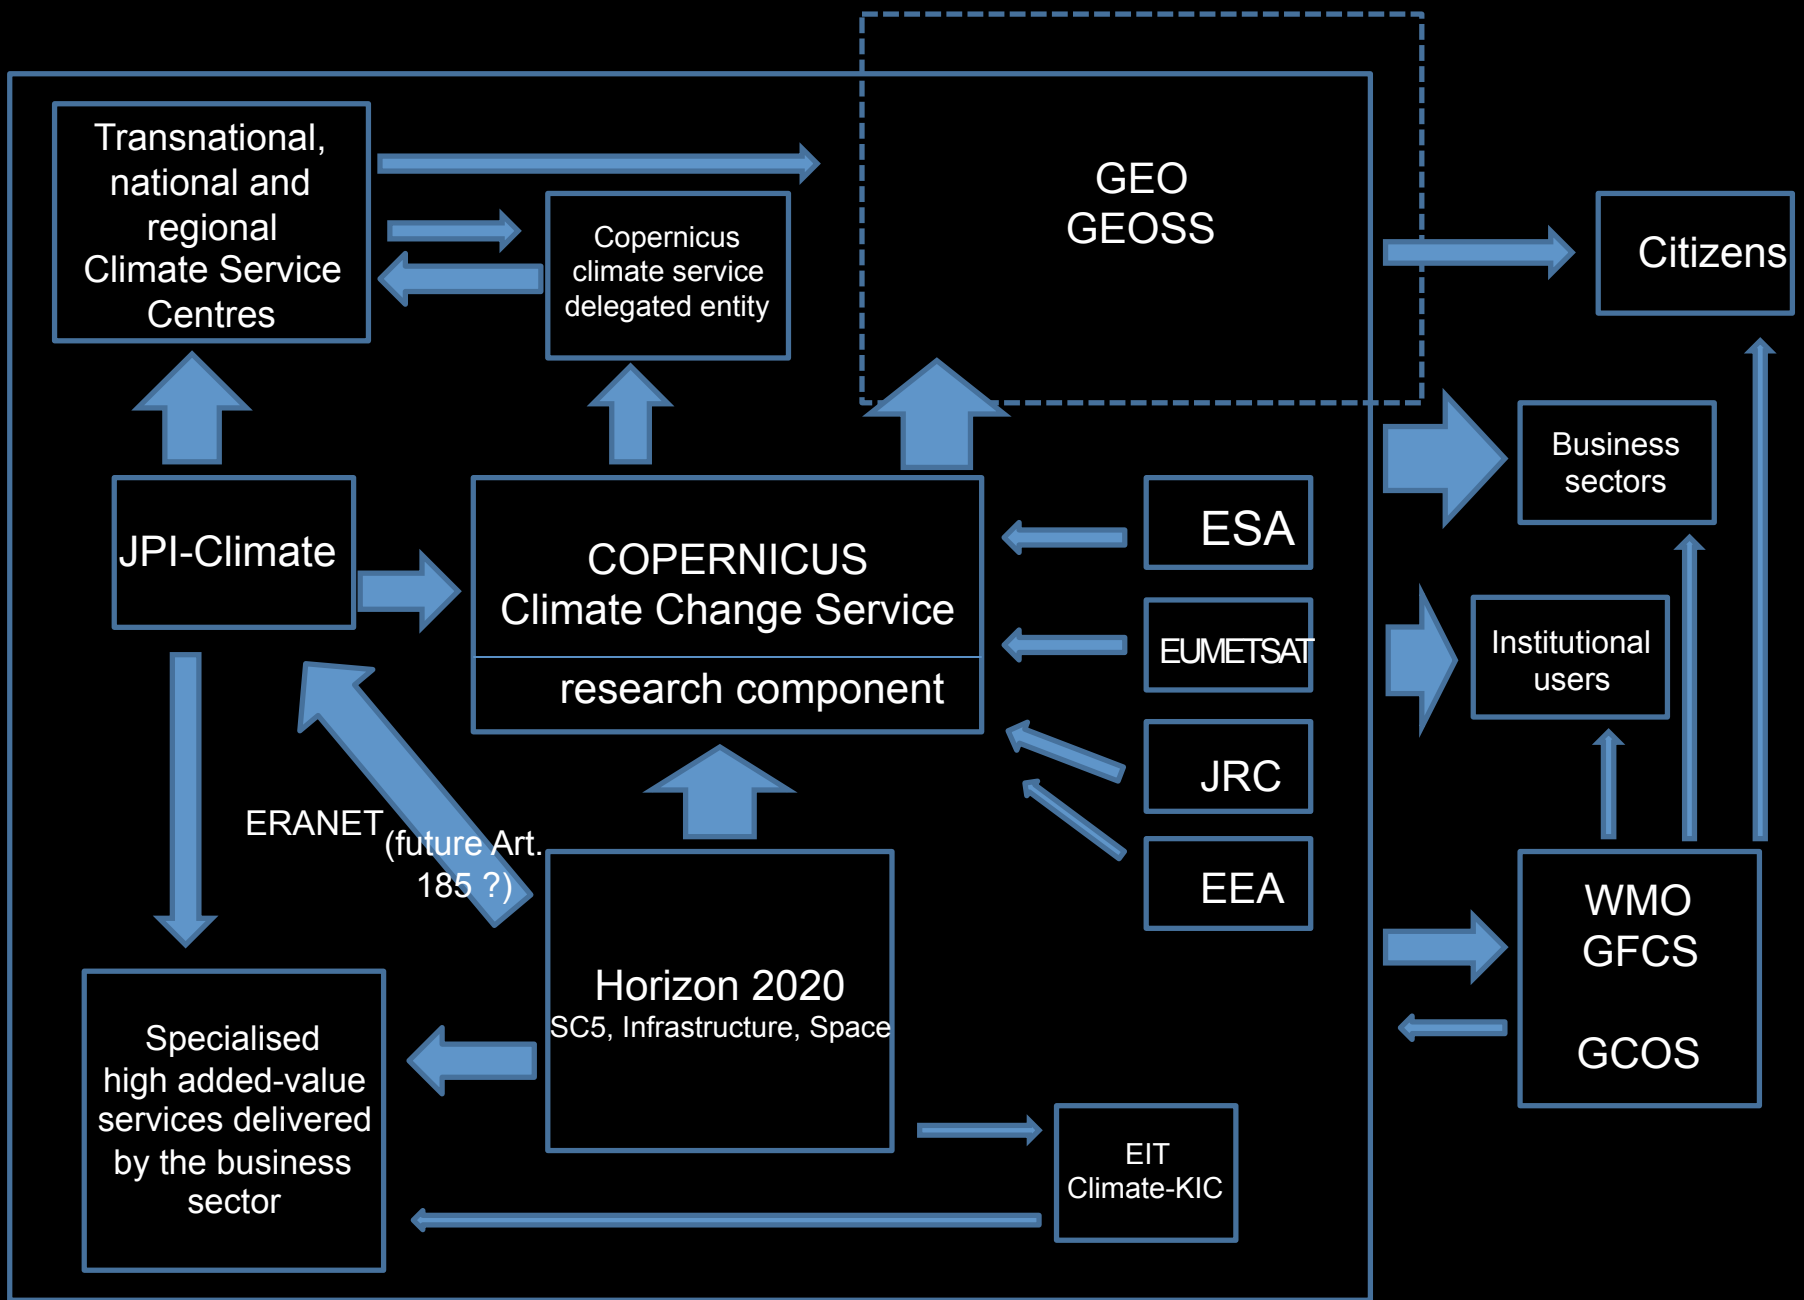 Transnational,
national and
regional
Climate Service
Centres
Copernicus
climate service
delegated entity
GEO
GEOSS
Citizens
Business
sectors
JPI-Climate
COPERNICUS
Climate Change Service
research component
ESA
EUMETSAT
JRC
EEA
Institutional
users
ERANET
(future Art.
185 ?)
Horizon 2020
SC5, Infrastructure, Space
WMO
GFCS
GCOS
Specialised
high added-value
services delivered
by the business
sector
EIT
Climate-KIC